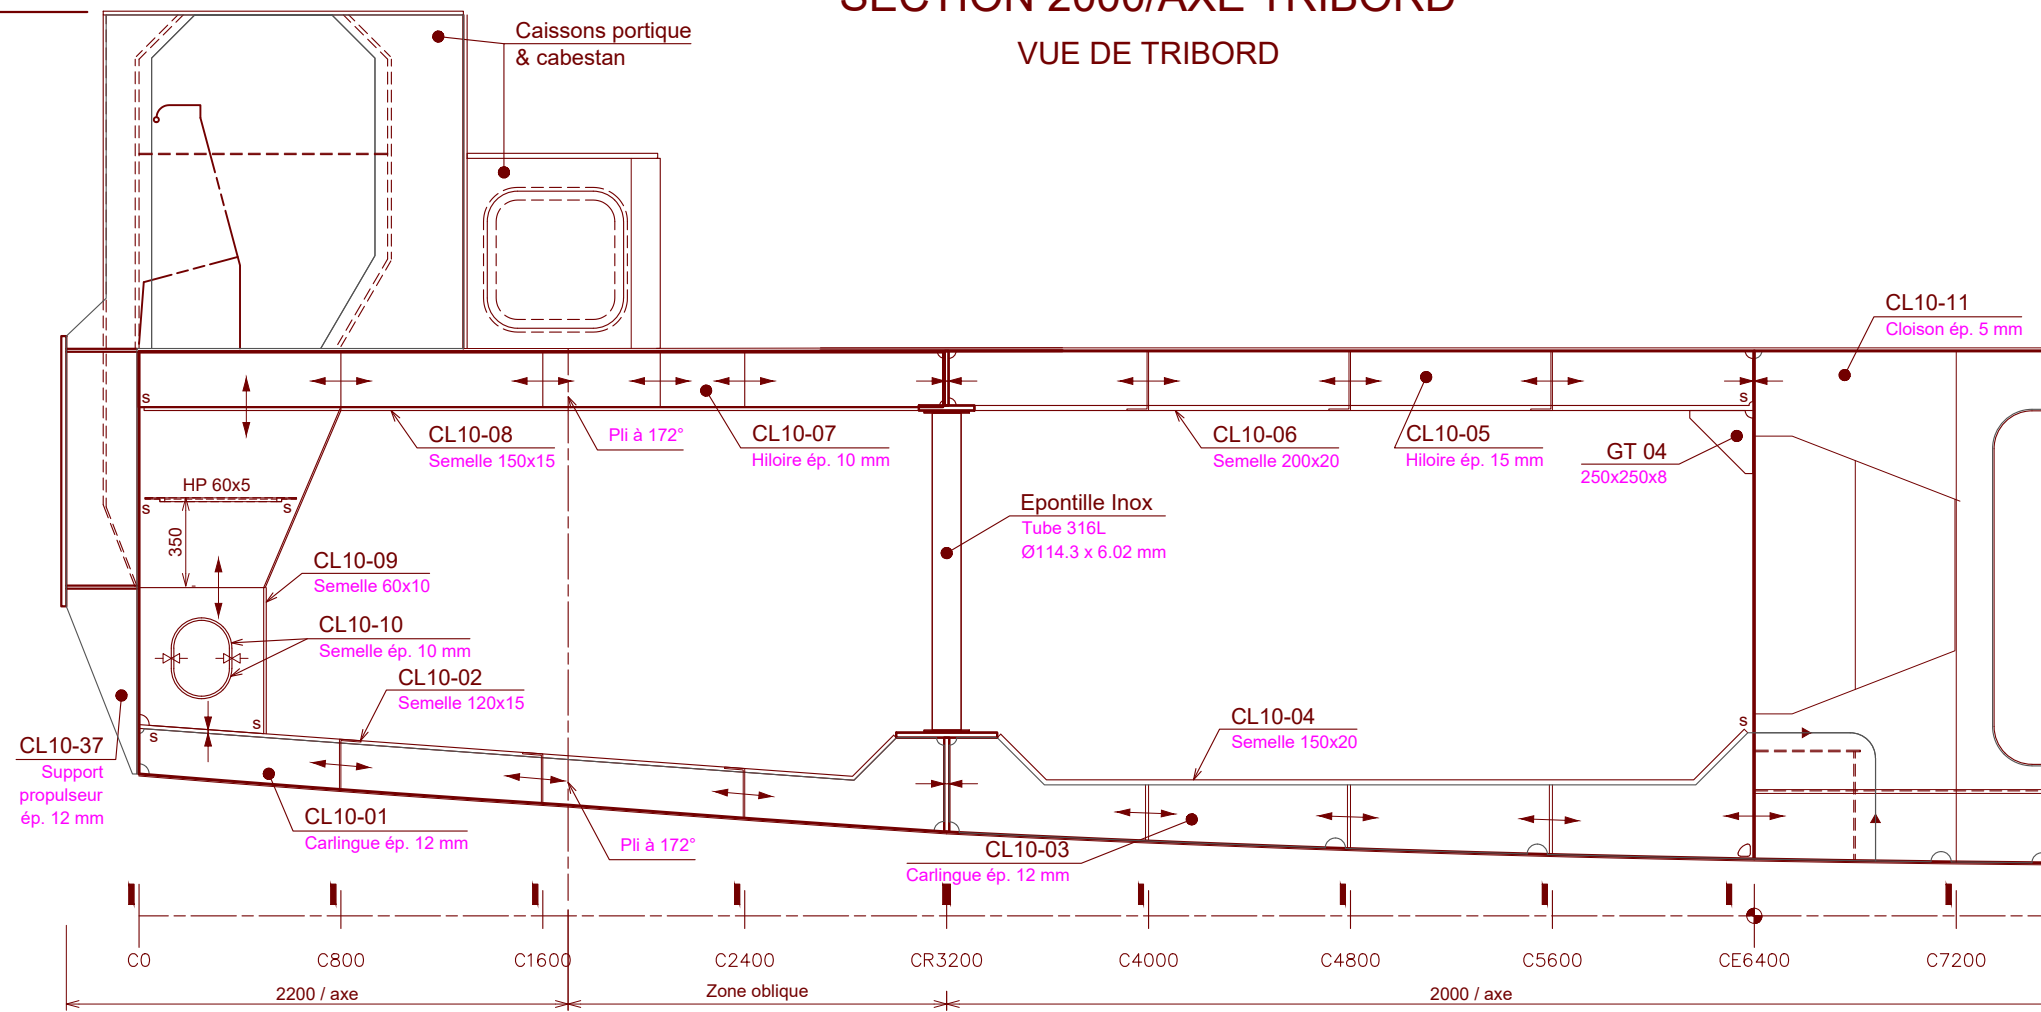 SECTION 2000/AXE TRIBORD
VUE DE TRIBORD
Caissons portique
& cabestan
CL10-11
Cloison ép. 5 mm
S
S
CL10-08
Semelle 150x15
Pli à 172°
CL10-07
Hiloire ép. 10 mm
CL10-06
Semelle 200x20
CL10-05
Hiloire ép. 15 mm
GT 04
250x250x8
HP 60x5
S
S
350
Epontille Inox
Tube 316L
Ø114.3 x 6.02 mm
CL10-09
Semelle 60x10
CL10-10
Semelle ép. 10 mm
CL10-02
Semelle 120x15
S
S
S
CL10-04
Semelle 150x20
CL10-37
Support
propulseur
ép. 12 mm
CL10-01
Carlingue ép. 12 mm
Pli à 172°
CL10-03
Carlingue ép. 12 mm
C0
C800
C1600
C2400
CR3200
C4000
C4800
C5600
CE6400
C7200
2200 / axe
Zone oblique
2000 / axe